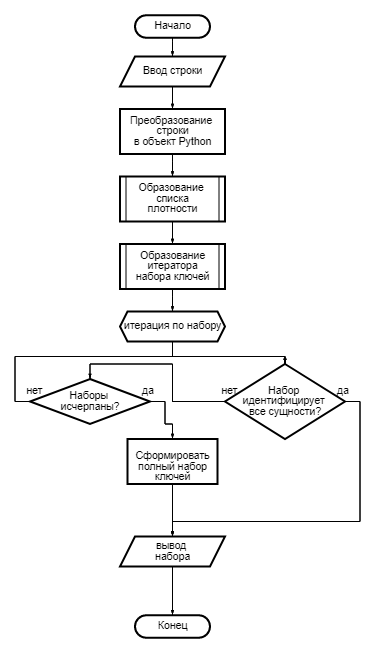 Начало
Ввод строки
Преобразование
строки
в объект Python
Образование
списка
плотности
Образование
итератора
набора ключей
итерация по набору
нет
Наборы
исчерпаны?
да
нет
Набор
идентифицирует
все сущности?
да
Сформировать
полный набор
ключей
вывод
набора
Конец